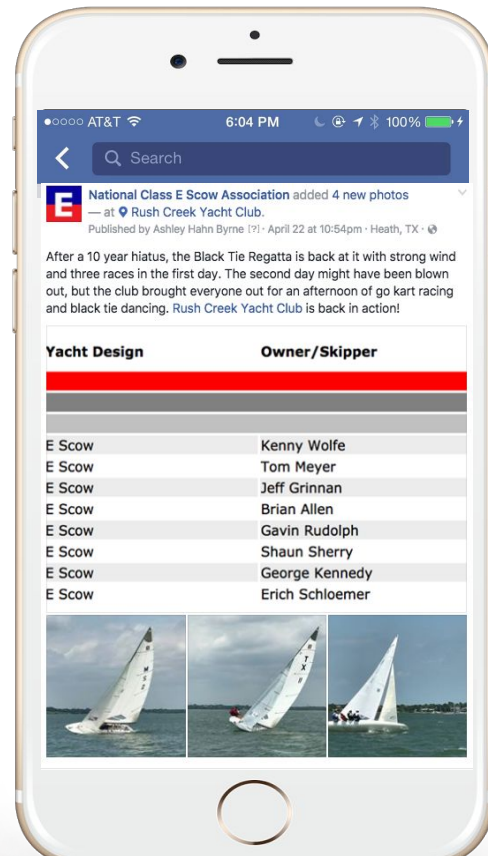 AT&T 6:04 PM 100%
Search
E
National Class E Scow Association added 4 new photos
— at Rush Creek Yacht Club.
Published by Ashley Hahn Byrne [?] · April 22 at 10:54pm · Heath, TX ·
After a 10 year hiatus, the Black Tie Regatta is back at it with strong wind
and three races in the first day. The second day might have been blown
out, but the club brought everyone out for an afternoon of go kart racing
and black tie dancing. Rush Creek Yacht Club is back in action!
Yacht Design Owner/Skipper
E Scow Kenny Wolfe
E Scow Tom Meyer
E Scow Jeff Grinnan
E Scow Brian Allen
E Scow Gavin Rudolph
E Scow Shaun Sherry
E Scow George Kennedy
E Scow Erich Schloemer
TX